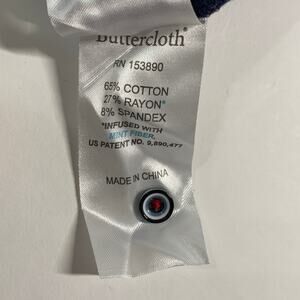 Buttercloth®
RN 153890
65% COTTON
27% RAYON*
8% SPANDEX
*INFUSED WITH
MINT FIBER.
US PATENT NO. 9,890,477
MADE IN CHINA